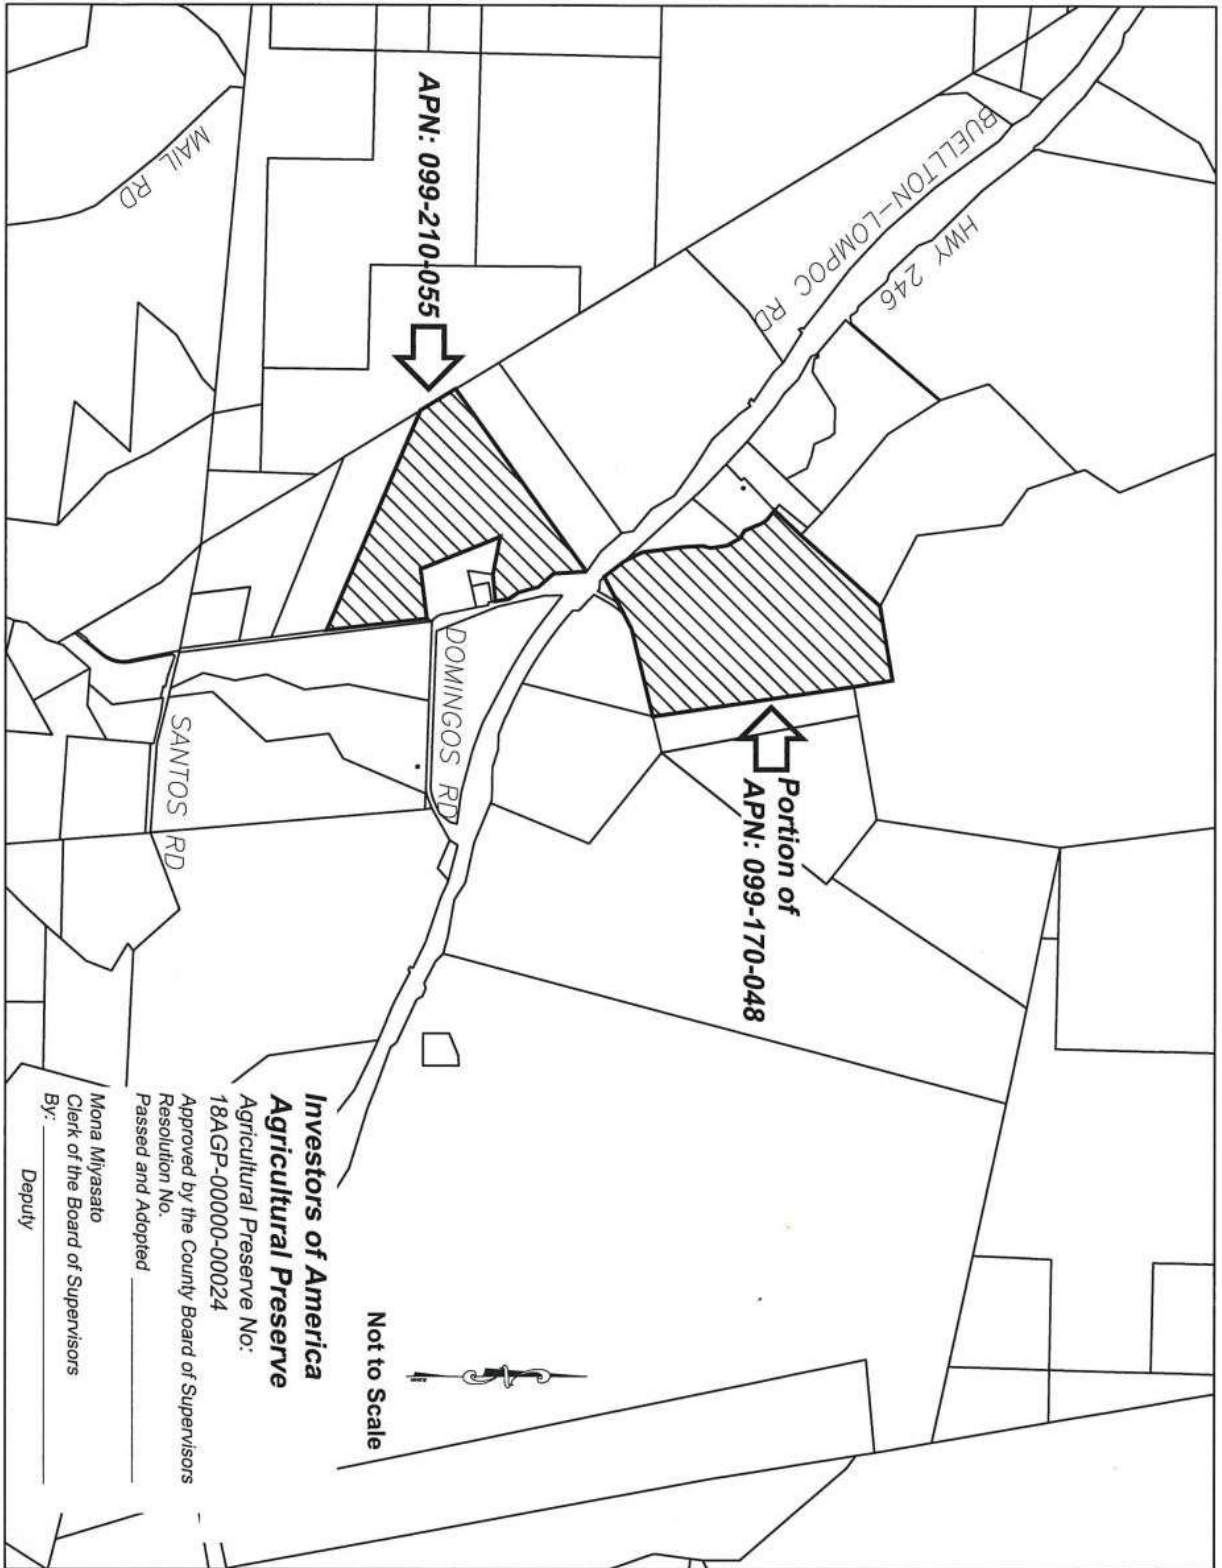 BUELLTON-LOMPOC RD
HWY 246
Portion of
APN: 099-170-048
APN: 099-210-055
MAIL RD
DOMINGOS RD
SANTOS RD
Not to Scale
Investors of America
Agricultural Preserve
Agricultural Preserve No:
18AGP-00000-00024
Approved by the County Board of Supervisors
Resolution No.
Passed and Adopted
Mona Miyasato
Clerk of the Board of Supervisors
By:
Deputy